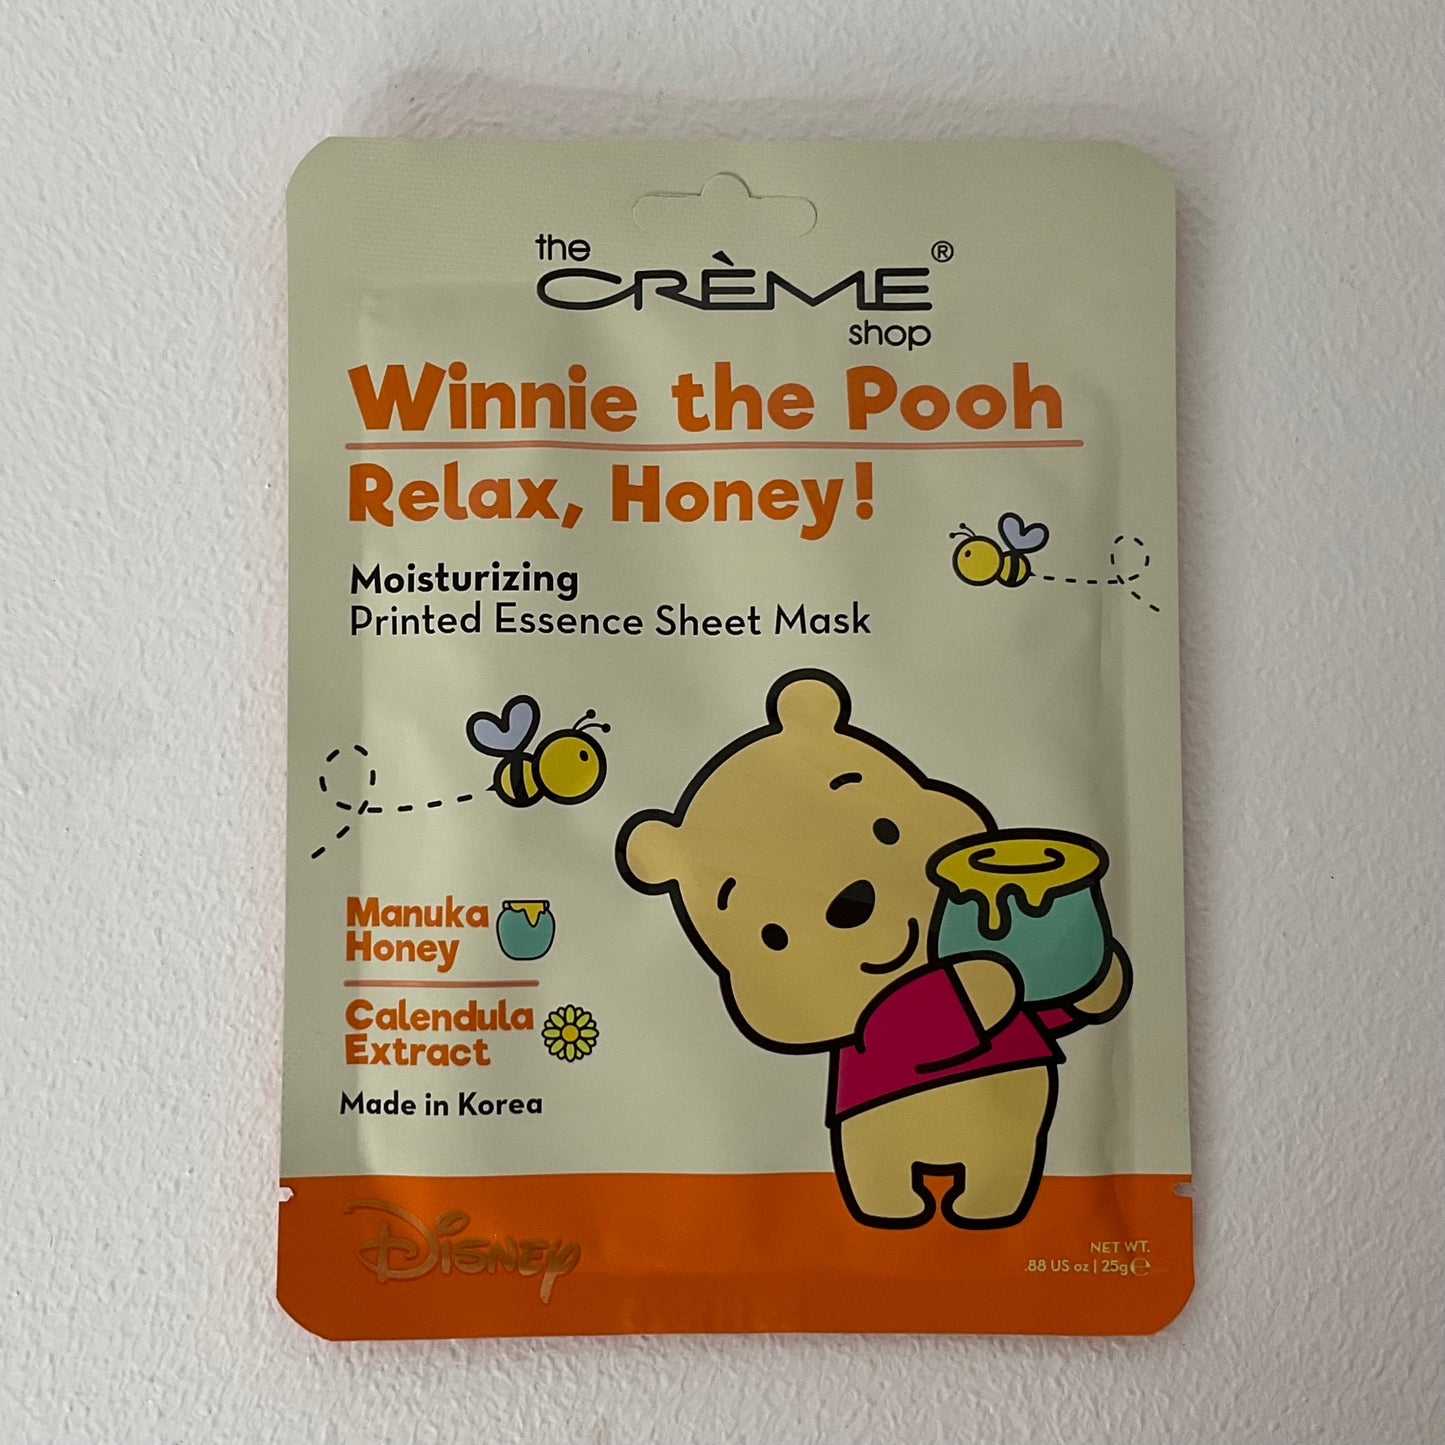 the
CRÈME®
shop
Winnie the Pooh
Relax, Honey!
Moisturizing
Printed Essence Sheet Mask
Manuka
Honey
Calendula
Extract
Made in Korea
Disney
NET WT.
.88 US oz | 25g ℮